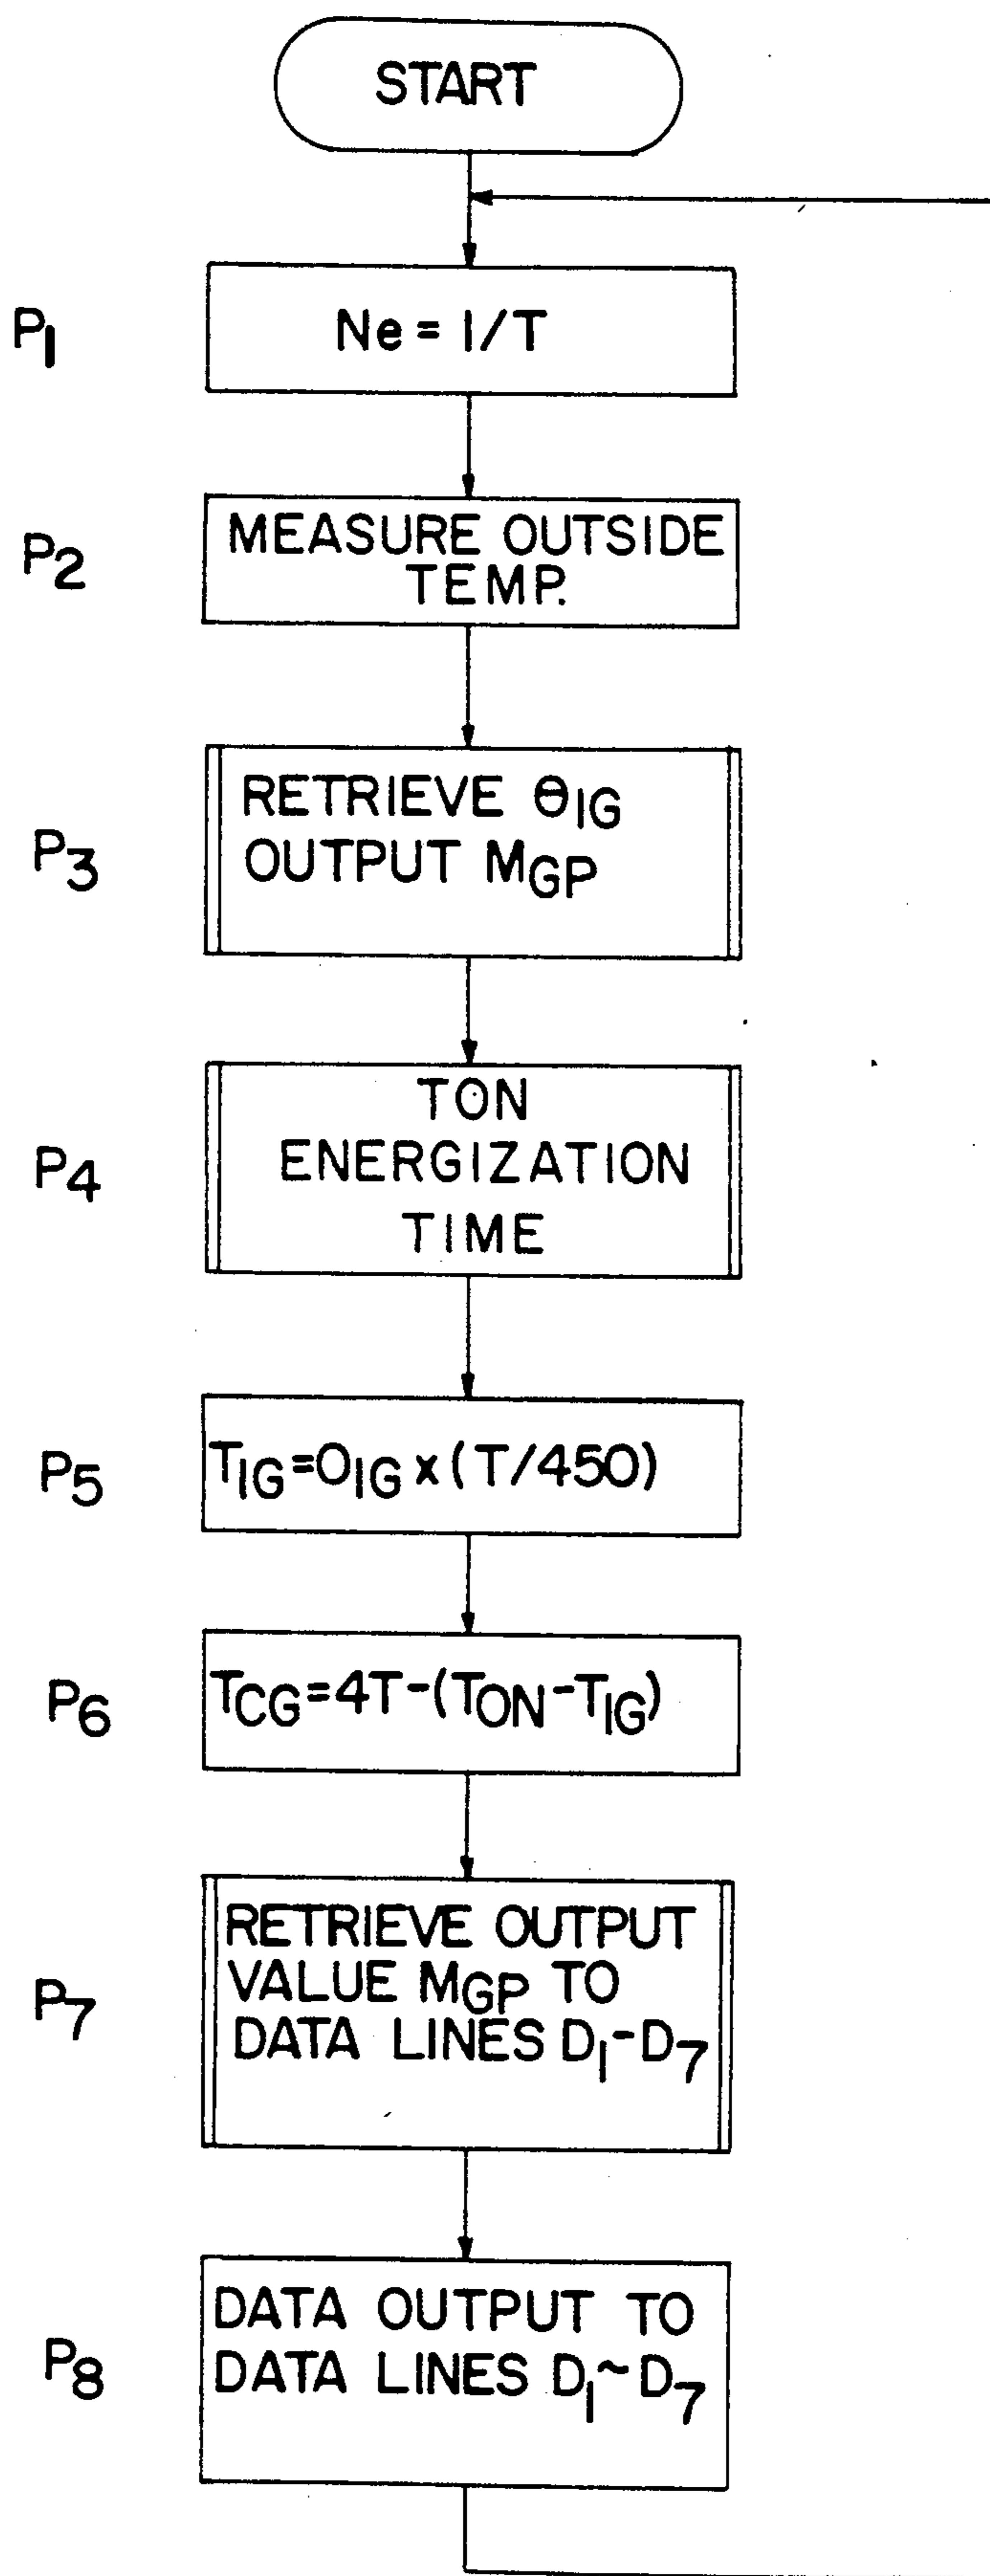 START
P₁
Ne = 1/T
P₂
MEASURE OUTSIDE
TEMP.
P₃
RETRIEVE θIG
OUTPUT MGP
P₄
TON
ENERGIZATION
TIME
P₅
TIG=OIG x (T/450)
P₆
TCG=4T-(TON-TIG)
P₇
RETRIEVE OUTPUT
VALUE MGP TO
DATA LINES D₁-D₇
P₈
DATA OUTPUT TO
DATA LINES D₁~D₇